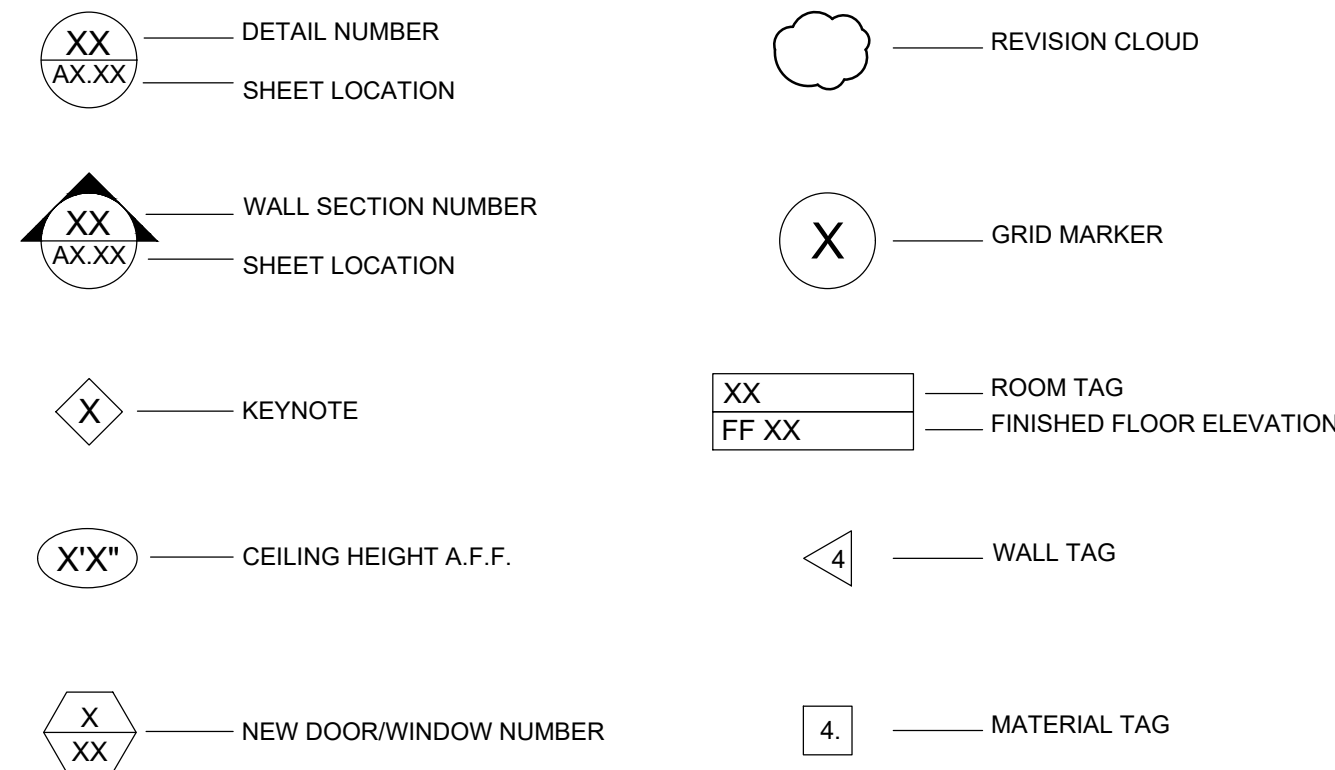 XX
AX.XX
DETAIL NUMBER
SHEET LOCATION
XX
AX.XX
WALL SECTION NUMBER
SHEET LOCATION
X
KEYNOTE
X'X"
CEILING HEIGHT A.F.F.
X
XX
NEW DOOR/WINDOW NUMBER
REVISION CLOUD
X
GRID MARKER
XX
FF XX
ROOM TAG
FINISHED FLOOR ELEVATION
4
WALL TAG
4.
MATERIAL TAG